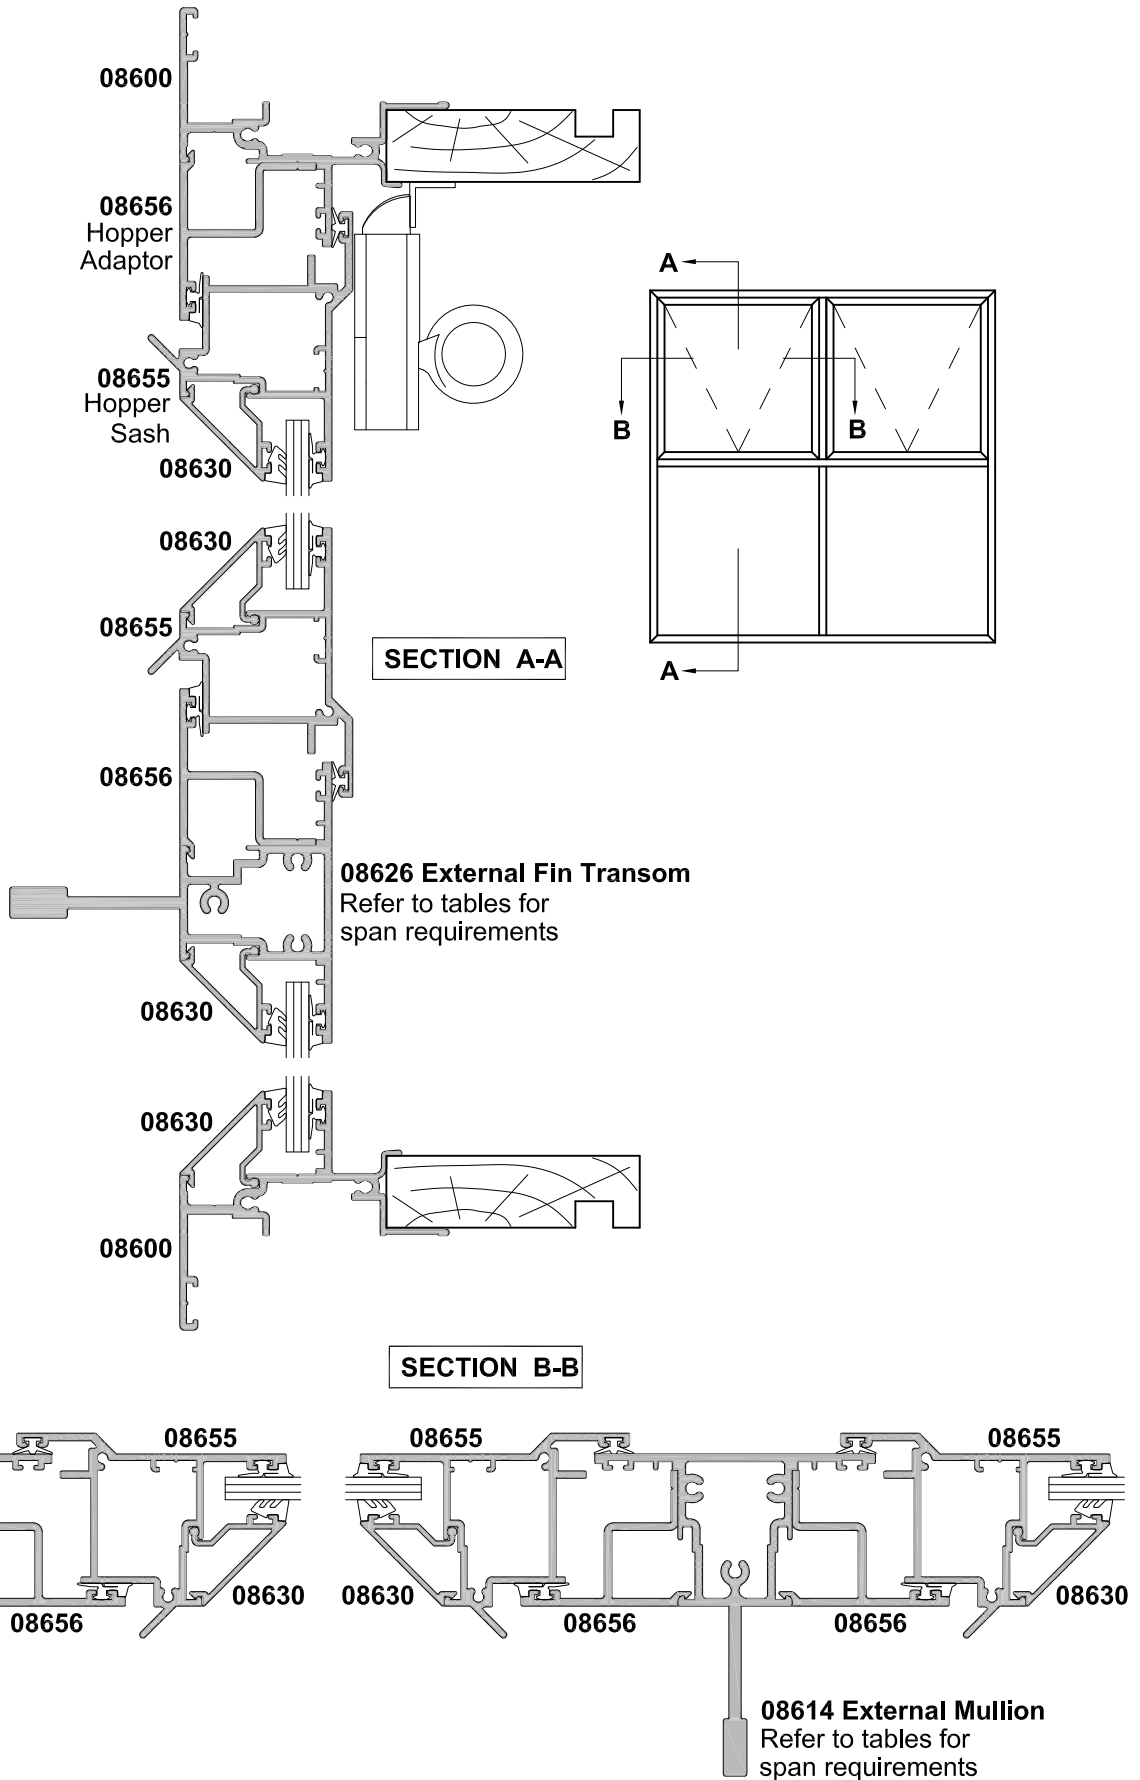 08600
08656
Hopper
Adaptor
08655
Hopper
Sash
08630
08630
08655
SECTION A-A
08656
08626 External Fin Transom
Refer to tables for
span requirements
08630
08630
08600
A
B
B
A
SECTION B-B
08655
08655
08655
08630
08630
08630
08656
08656
08656
08614 External Mullion
Refer to tables for
span requirements